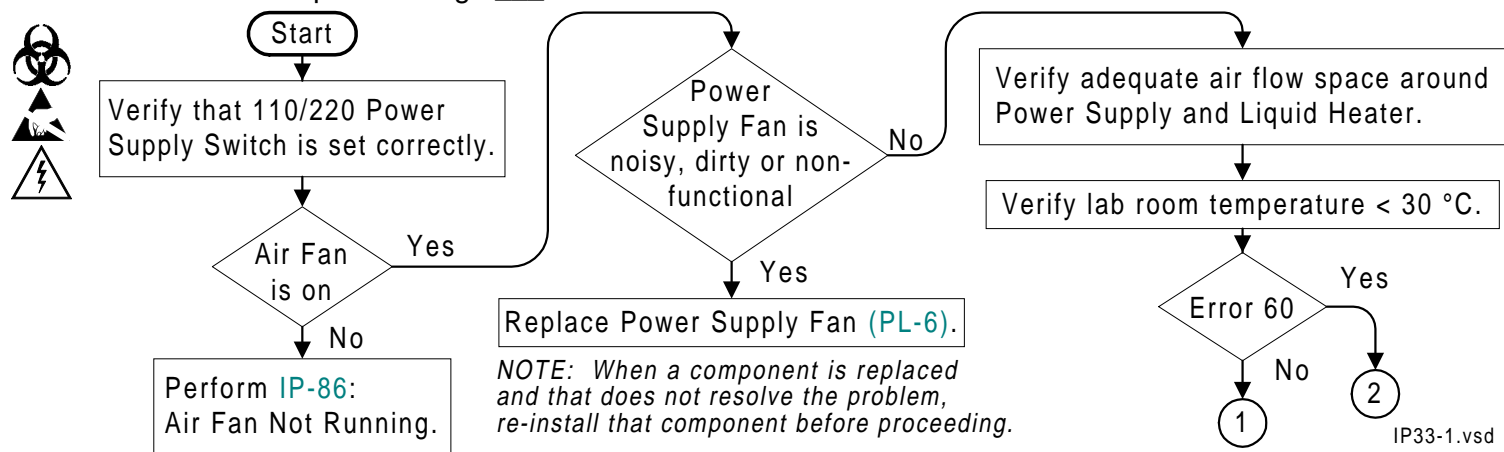 Start
Verify that 110/220 Power
Supply Switch is set correctly.
Air Fan
is on
Yes
No
Perform IP-86:
Air Fan Not Running.
Power
Supply Fan is
noisy, dirty or non-
functional
No
Yes
Replace Power Supply Fan (PL-6).
NOTE: When a component is replaced
and that does not resolve the problem,
re-install that component before proceeding.
Verify adequate air flow space around
Power Supply and Liquid Heater.
Verify lab room temperature < 30 °C.
Error 60
Yes
No
1
2
IP33-1.vsd